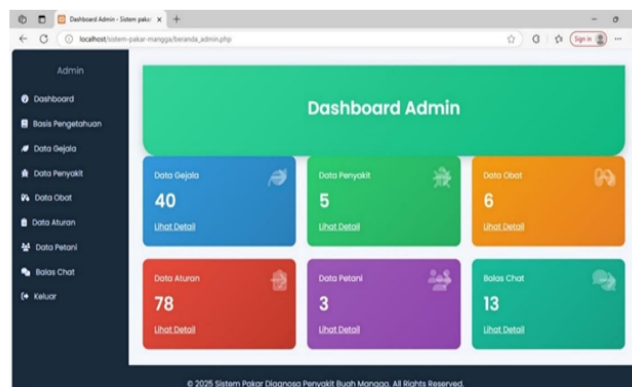 Dashboard Admin - Sistem pakar
localhost/sistem-pakar-mangga/beranda_admin.php
Sign in
Admin
Dashboard
Basis Pengetahuan
Data Gejala
Data Penyakit
Data Obat
Data Aturan
Data Petani
Balas Chat
Keluar
Dashboard Admin
Data Gejala
40
Lihat Detail
Data Penyakit
5
Lihat Detail
Data Obat
6
Lihat Detail
Data Aturan
78
Lihat Detail
Data Petani
3
Lihat Detail
Balas Chat
13
Lihat Detail
© 2025 Sistem Pakar Diagnosa Penyakit Buah Mangga. All Rights Reserved.